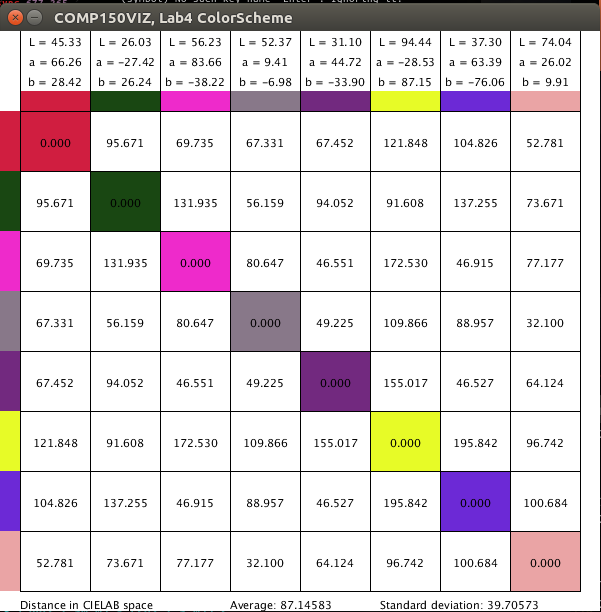 COMP150VIZ, Lab4 ColorScheme
L = 45.33 L = 26.03 L = 56.23 L = 52.37 L = 31.10 L = 94.44 L = 37.30 L = 74.04
a = 66.26 a = −27.42 a = 83.66 a = 9.41 a = 44.72 a = −28.53 a = 63.39 a = 26.02
b = 28.42 b = 26.24 b = −38.22 b = −6.98 b = −33.90 b = 87.15 b = −76.06 b = 9.91
0.000 95.671 69.735 67.331 67.452 121.848 104.826 52.781
95.671 0.000 131.935 56.159 94.052 91.608 137.255 73.671
69.735 131.935 0.000 80.647 46.551 172.530 46.915 77.177
67.331 56.159 80.647 0.000 49.225 109.866 88.957 32.100
67.452 94.052 46.551 49.225 0.000 155.017 46.527 64.124
121.848 91.608 172.530 109.866 155.017 0.000 195.842 96.742
104.826 137.255 46.915 88.957 46.527 195.842 0.000 100.684
52.781 73.671 77.177 32.100 64.124 96.742 100.684 0.000
Distance in CIELAB space Average: 87.14583 Standard deviation: 39.70573